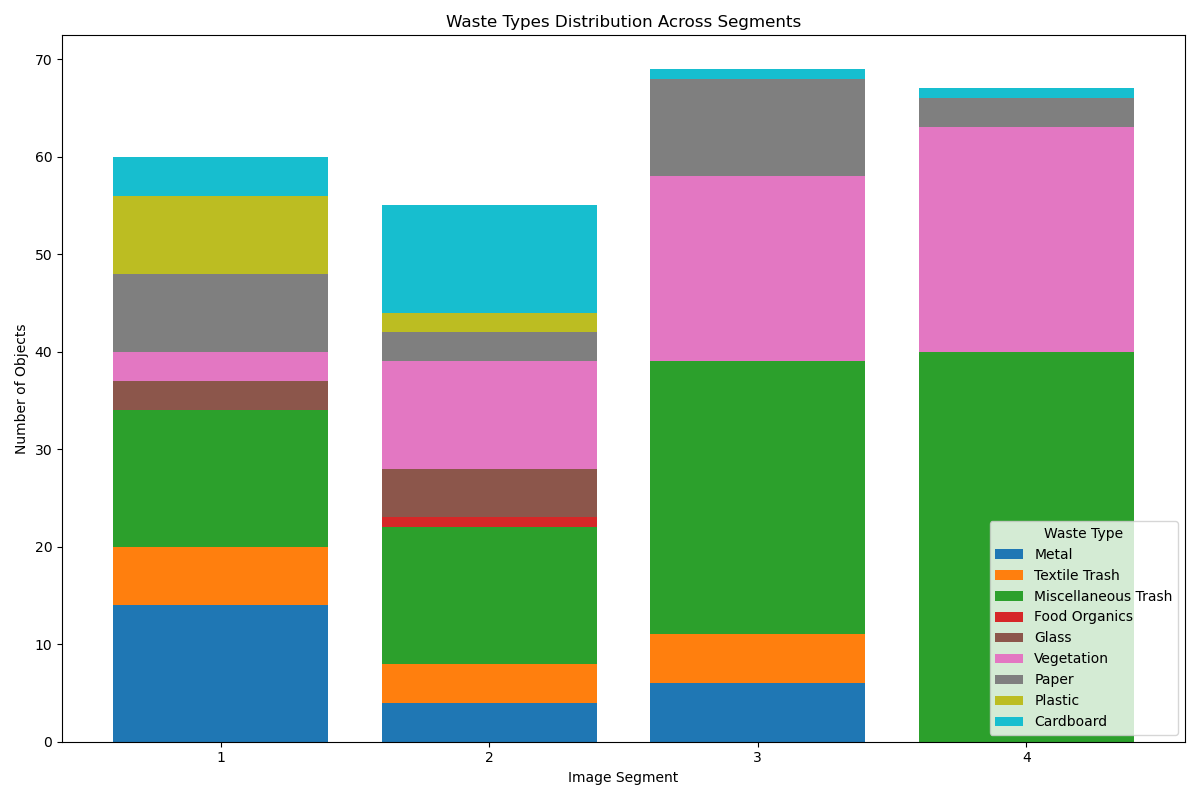 Waste Types Distribution Across Segments
Number of Objects
70
60
50
40
30
20
10
0
1 2 3 4
Image Segment
Waste Type
Metal
Textile Trash
Miscellaneous Trash
Food Organics
Glass
Vegetation
Paper
Plastic
Cardboard